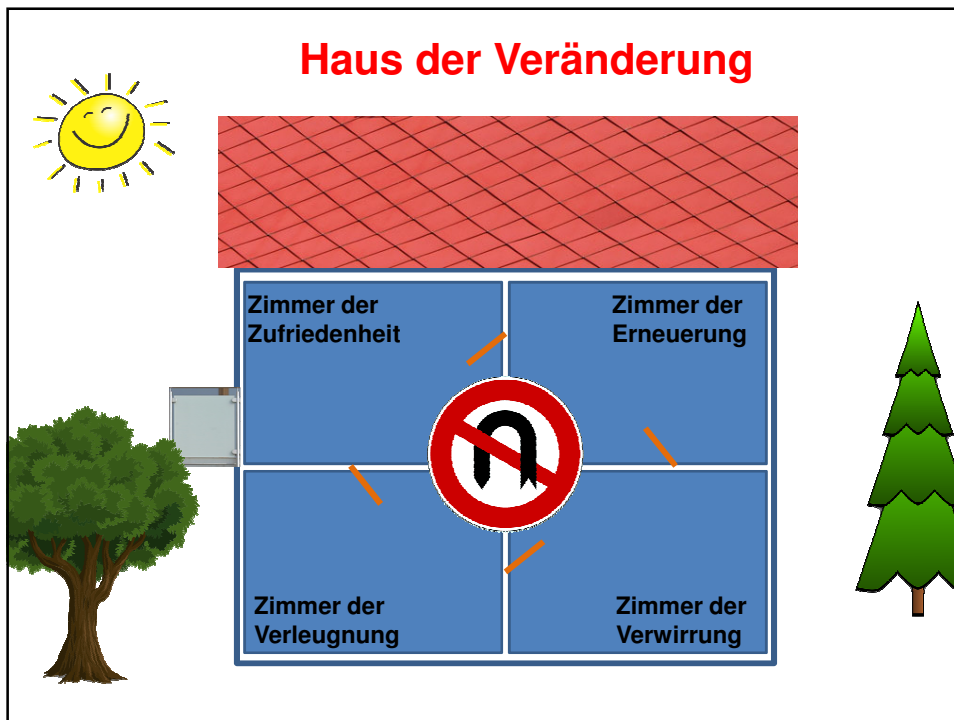 Haus der Veränderung
Zimmer der
Zufriedenheit
Zimmer der
Erneuerung
Zimmer der
Verleugnung
Zimmer der
Verwirrung